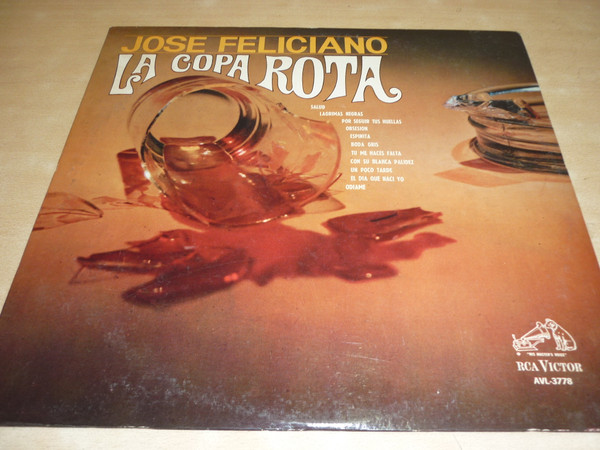 JOSE FELICIANO
LA COPA ROTA
SALUD
LAGRIMAS NEGRAS
POR SEGUIR TUS HUELLAS
OBSESION
ESPINITA
BODA GRIS
TU ME HACES FALTA
CON SU BLANCA PALIDEZ
UN POCO TARDE
EL DIA QUE NACI YO
ODIAME
"HIS MASTER'S VOICE"
RCA VICTOR
AVL-3778